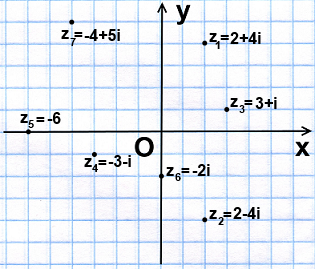 y
z₁=2+4i
z₇=-4+5i
z₃=3+i
z₅=-6
O
x
z₄=-3-i
z₆=-2i
z₂=2-4i